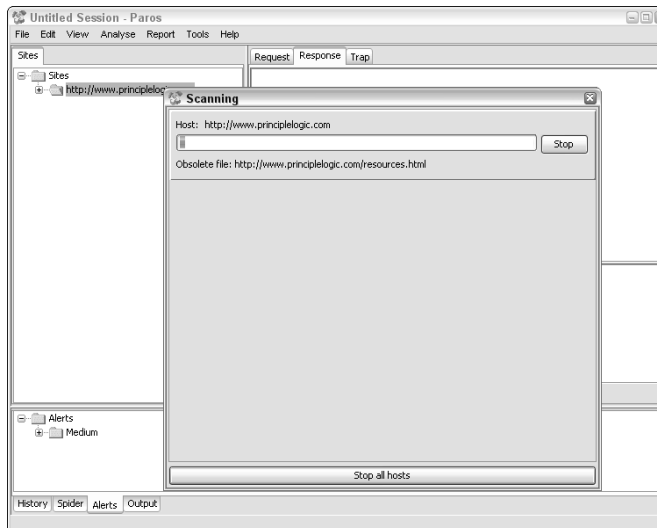 Untitled Session - Paros
File Edit View Analyse Report Tools Help
Sites
Request Response Trap
Sites
http://www.principlelogic
Scanning
Host: http://www.principlelogic.com
Stop
Obsolete file: http://www.principlelogic.com/resources.html
Alerts
Medium
Stop all hosts
History Spider Alerts Output